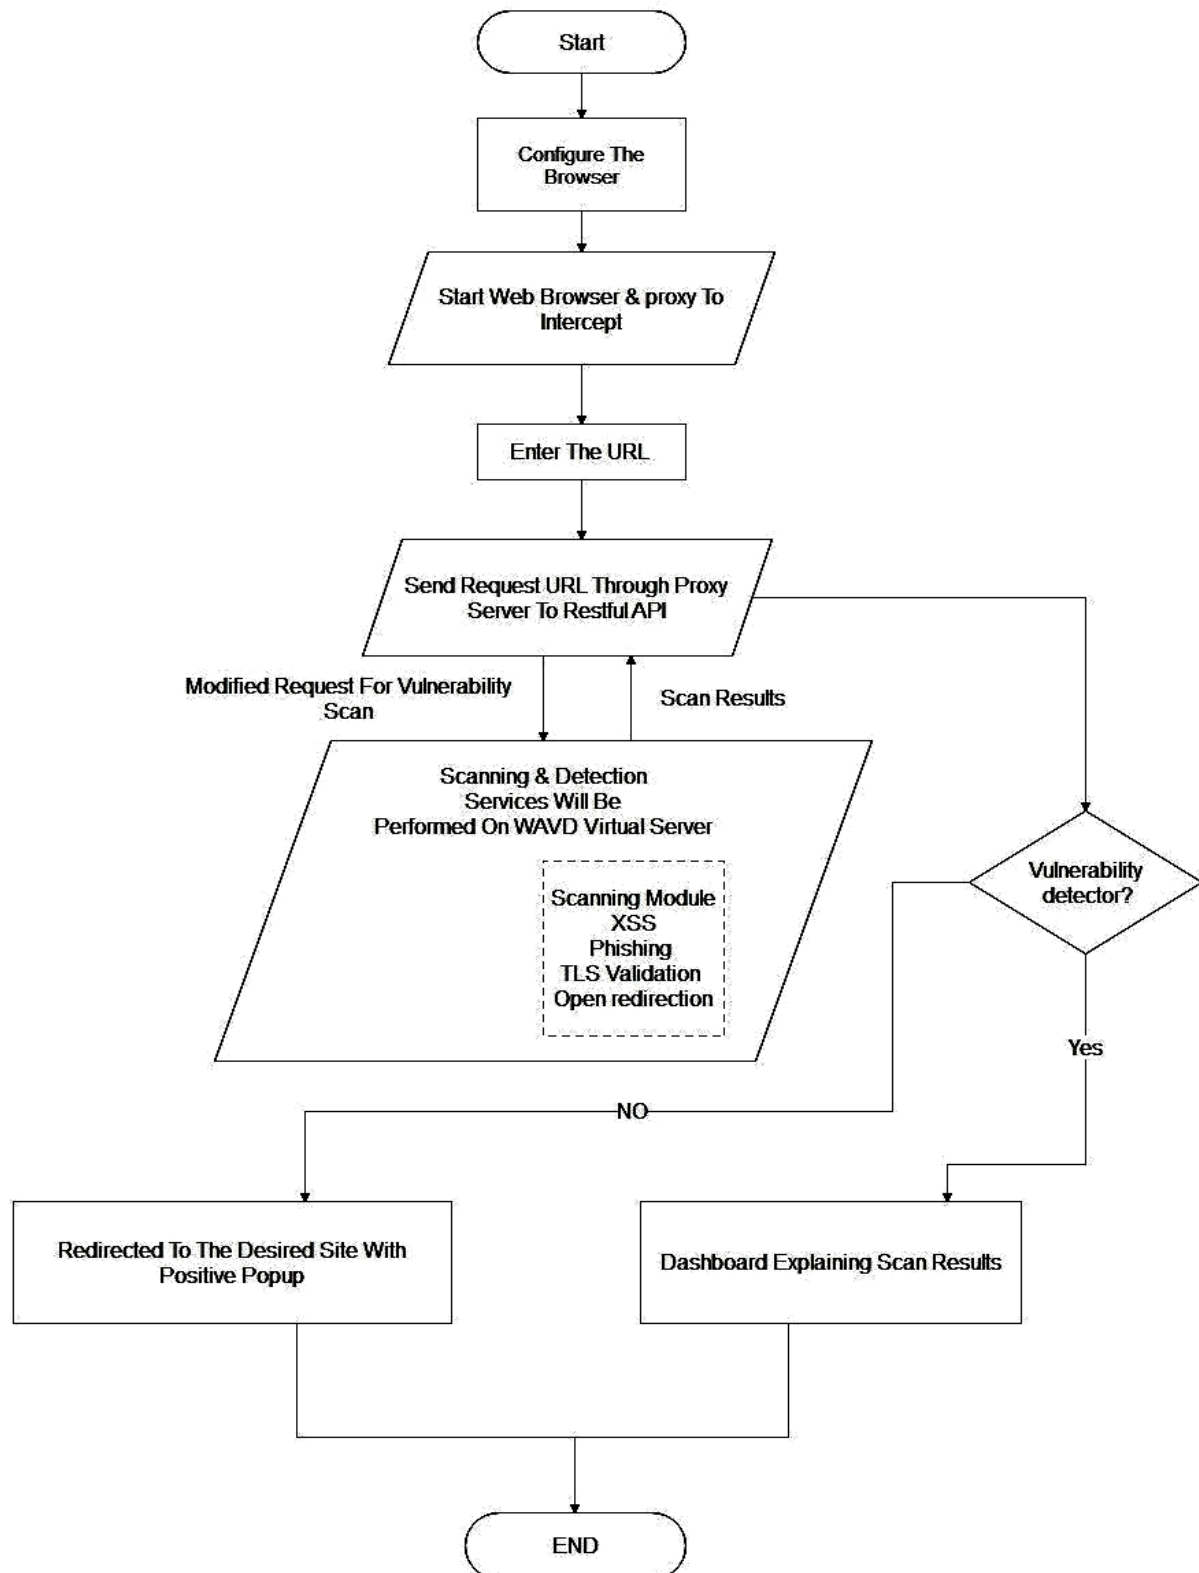 Start
Configure The
Browser
Start Web Browser & proxy To
Intercept
Enter The URL
Send Request URL Through Proxy
Server To Restful API
Modified Request For Vulnerability
Scan
Scan Results
Scanning & Detection
Services Will Be
Performed On WAVD Virtual Server
Scanning Module
XSS
Phishing
TLS Validation
Open redirection
Vulnerability
detector?
Yes
NO
Redirected To The Desired Site With
Positive Popup
Dashboard Explaining Scan Results
END